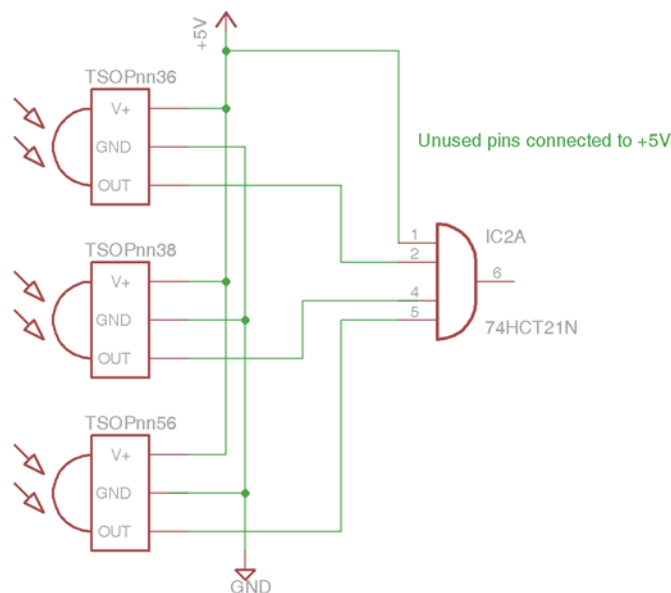 +5V
TSOPnn36
V+
GND
OUT
Unused pins connected to +5V
TSOPnn38
V+
GND
OUT
1
2
4
5
6
IC2A
74HCT21N
TSOPnn56
V+
GND
OUT
GND